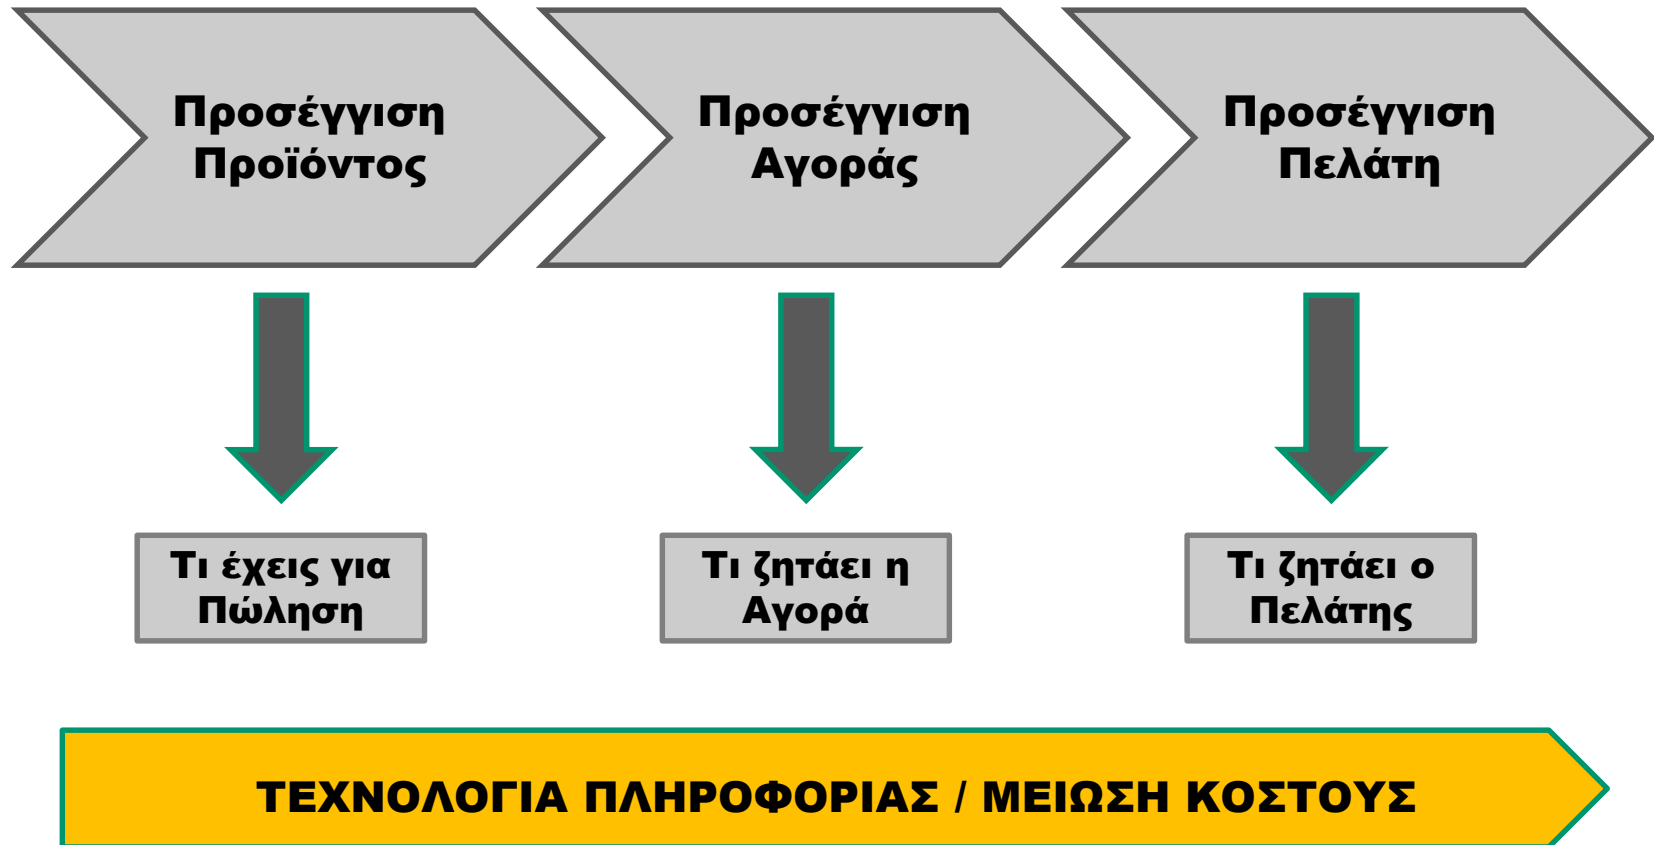 Προσέγγιση
Προϊόντος
Προσέγγιση
Αγοράς
Προσέγγιση
Πελάτη
Τι έχεις για
Πώληση
Τι ζητάει η
Αγορά
Τι ζητάει ο
Πελάτης
ΤΕΧΝΟΛΟΓΙΑ ΠΛΗΡΟΦΟΡΙΑΣ / ΜΕΙΩΣΗ ΚΟΣΤΟΥΣ